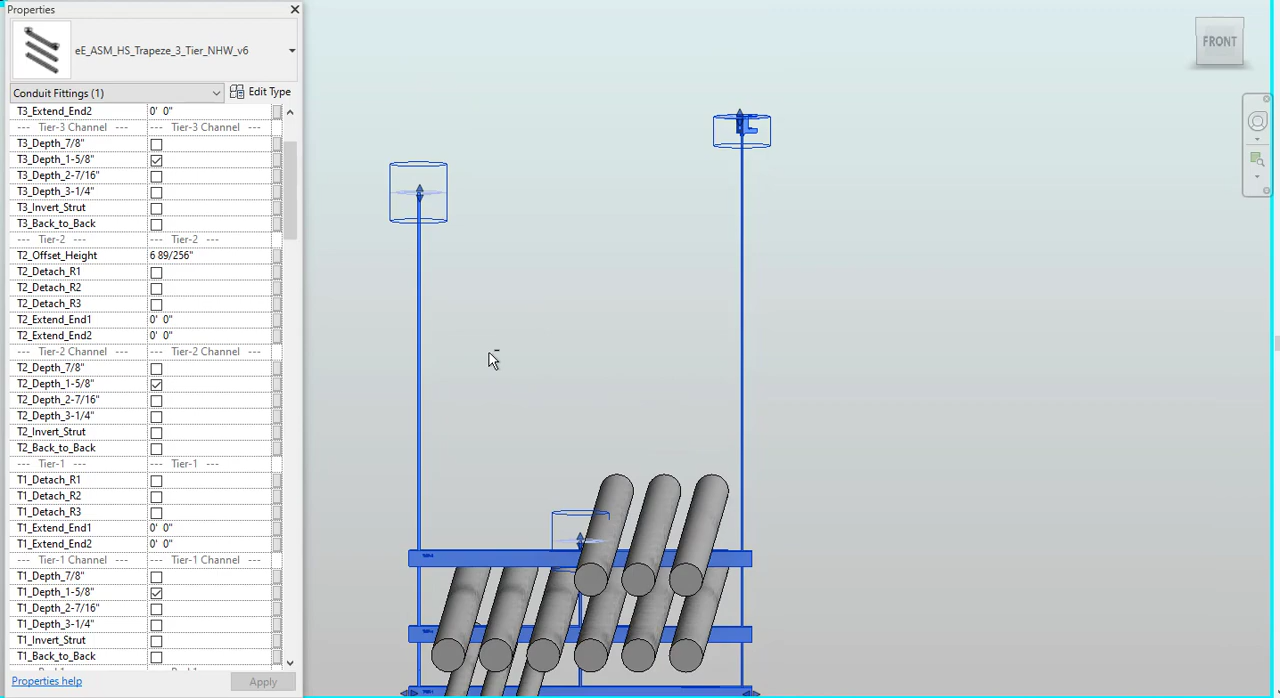 Properties
eE_ASM_HS_Trapeze_3_Tier_NHW_v6
Conduit Fittings (1)
Edit Type
T3_Extend_End2 0' 0"
--- Tier-3 Channel --- --- Tier-3 Channel ---
T3_Depth_7/8"
T3_Depth_1-5/8"
T3_Depth_2-7/16"
T3_Depth_3-1/4"
T3_Invert_Strut
T3_Back_to_Back
--- Tier-2 --- --- Tier-2 ---
T2_Offset_Height 6 89/256"
T2_Detach_R1
T2_Detach_R2
T2_Detach_R3
T2_Extend_End1 0' 0"
T2_Extend_End2 0' 0"
--- Tier-2 Channel --- --- Tier-2 Channel ---
T2_Depth_7/8"
T2_Depth_1-5/8"
T2_Depth_2-7/16"
T2_Depth_3-1/4"
T2_Invert_Strut
T2_Back_to_Back
--- Tier-1 --- --- Tier-1 ---
T1_Detach_R1
T1_Detach_R2
T1_Detach_R3
T1_Extend_End1 0' 0"
T1_Extend_End2 0' 0"
--- Tier-1 Channel --- --- Tier-1 Channel ---
T1_Depth_7/8"
T1_Depth_1-5/8"
T1_Depth_2-7/16"
T1_Depth_3-1/4"
T1_Invert_Strut
T1_Back_to_Back
Properties help
Apply
FRONT